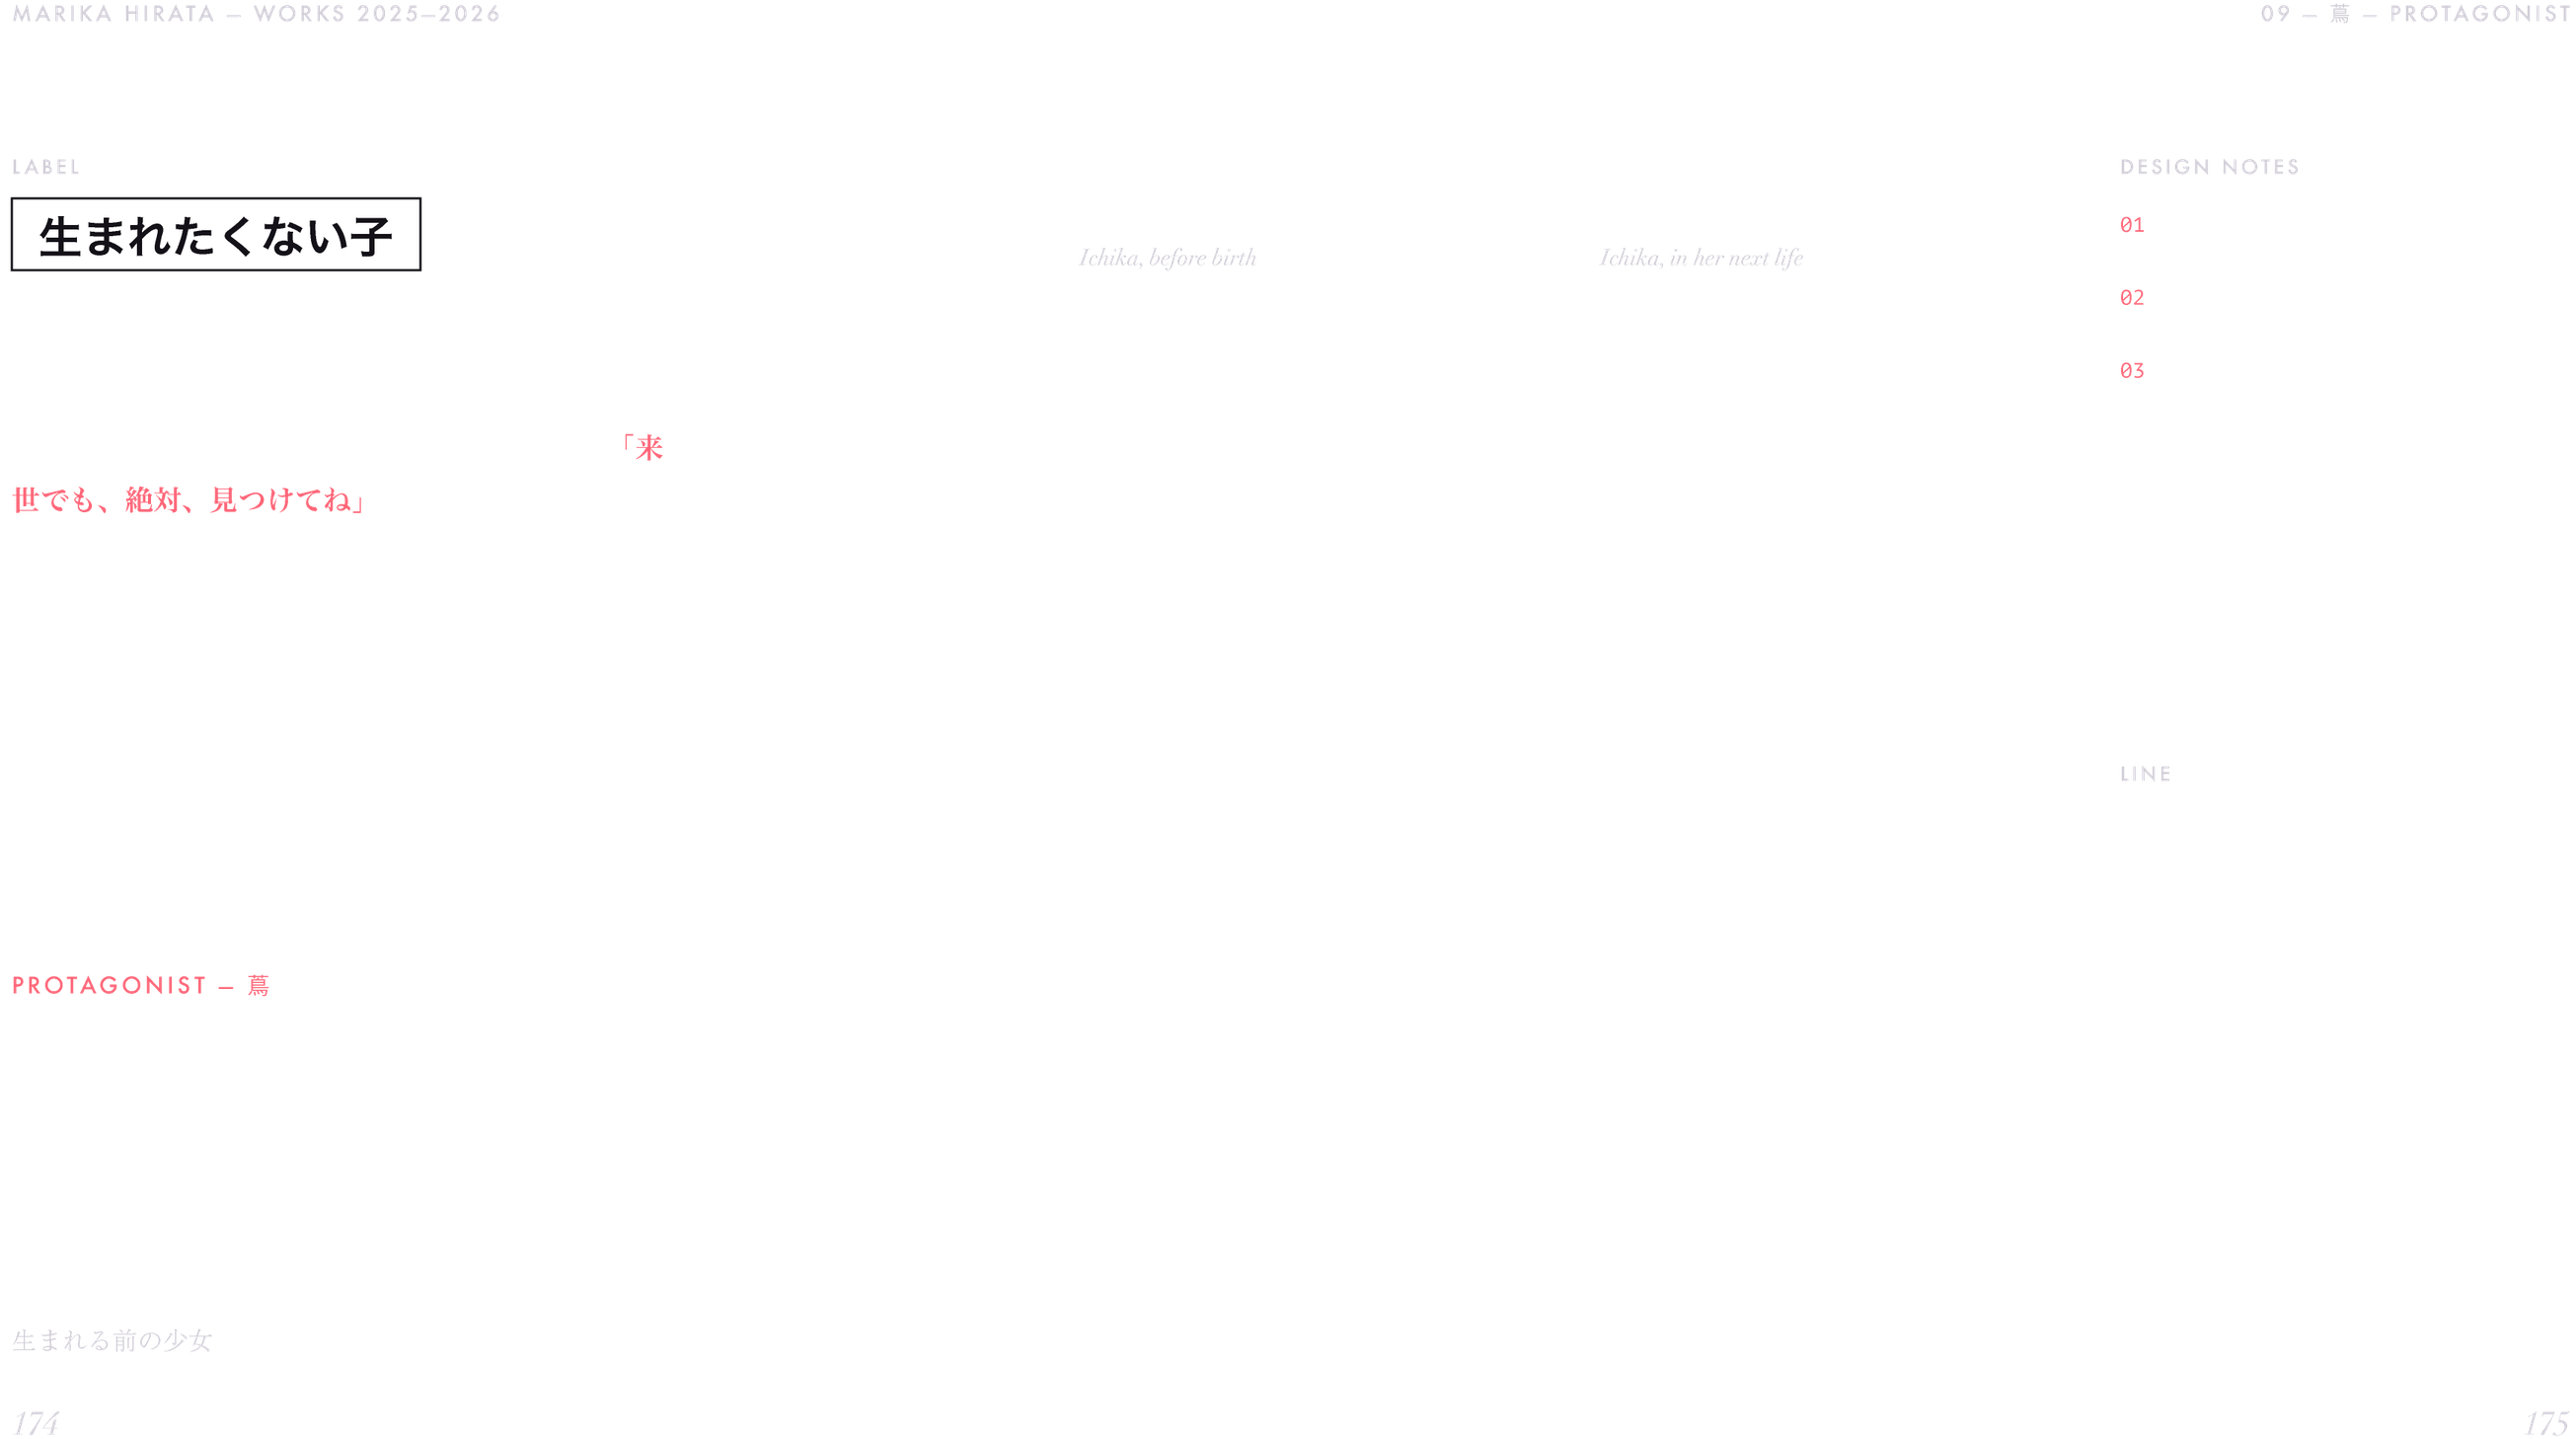 MARIKA HIRATA — WORKS 2025—2026
09 — 蔦 — PROTAGONIST
LABEL
生まれたくない子
「来
世でも、絶対、見つけてね」
PROTAGONIST — 蔦
生まれる前の少女
174
Ichika, before birth
Ichika, in her next life
DESIGN NOTES
01
02
03
LINE
175